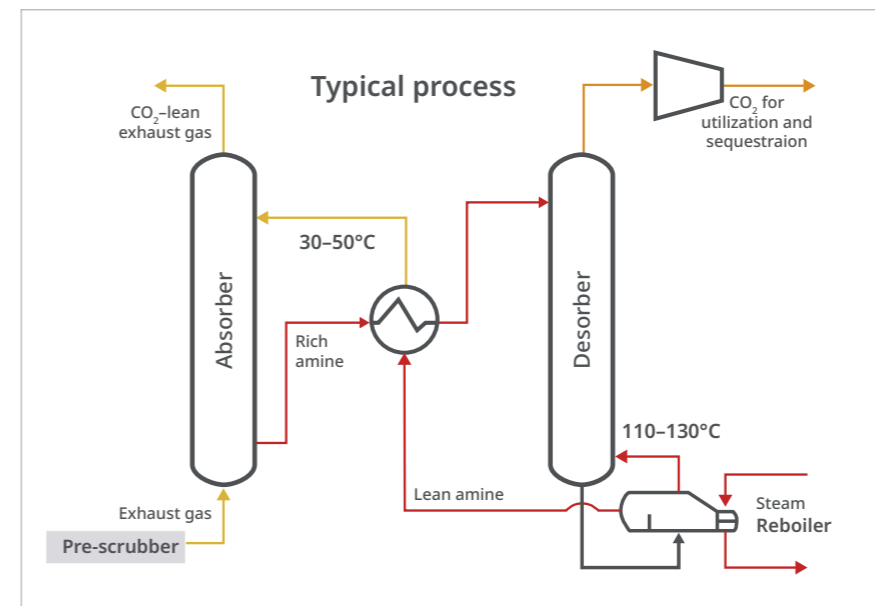 Typical process
CO₂–lean
exhaust gas
CO₂ for
utilization and
sequestraion
30–50°C
Absorber
Desorber
Rich
amine
110–130°C
Lean amine
Steam
Reboiler
Exhaust gas
Pre-scrubber